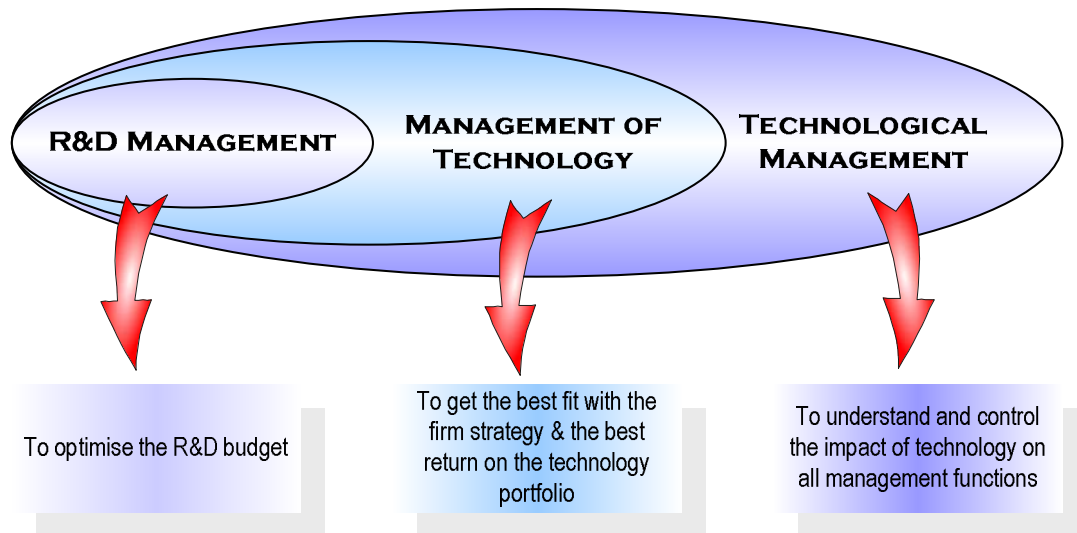 R&D MANAGEMENT
MANAGEMENT OF
TECHNOLOGY
TECHNOLOGICAL
MANAGEMENT
To optimise the R&D budget
To get the best fit with the
firm strategy & the best
return on the technology
portfolio
To understand and control
the impact of technology on
all management functions